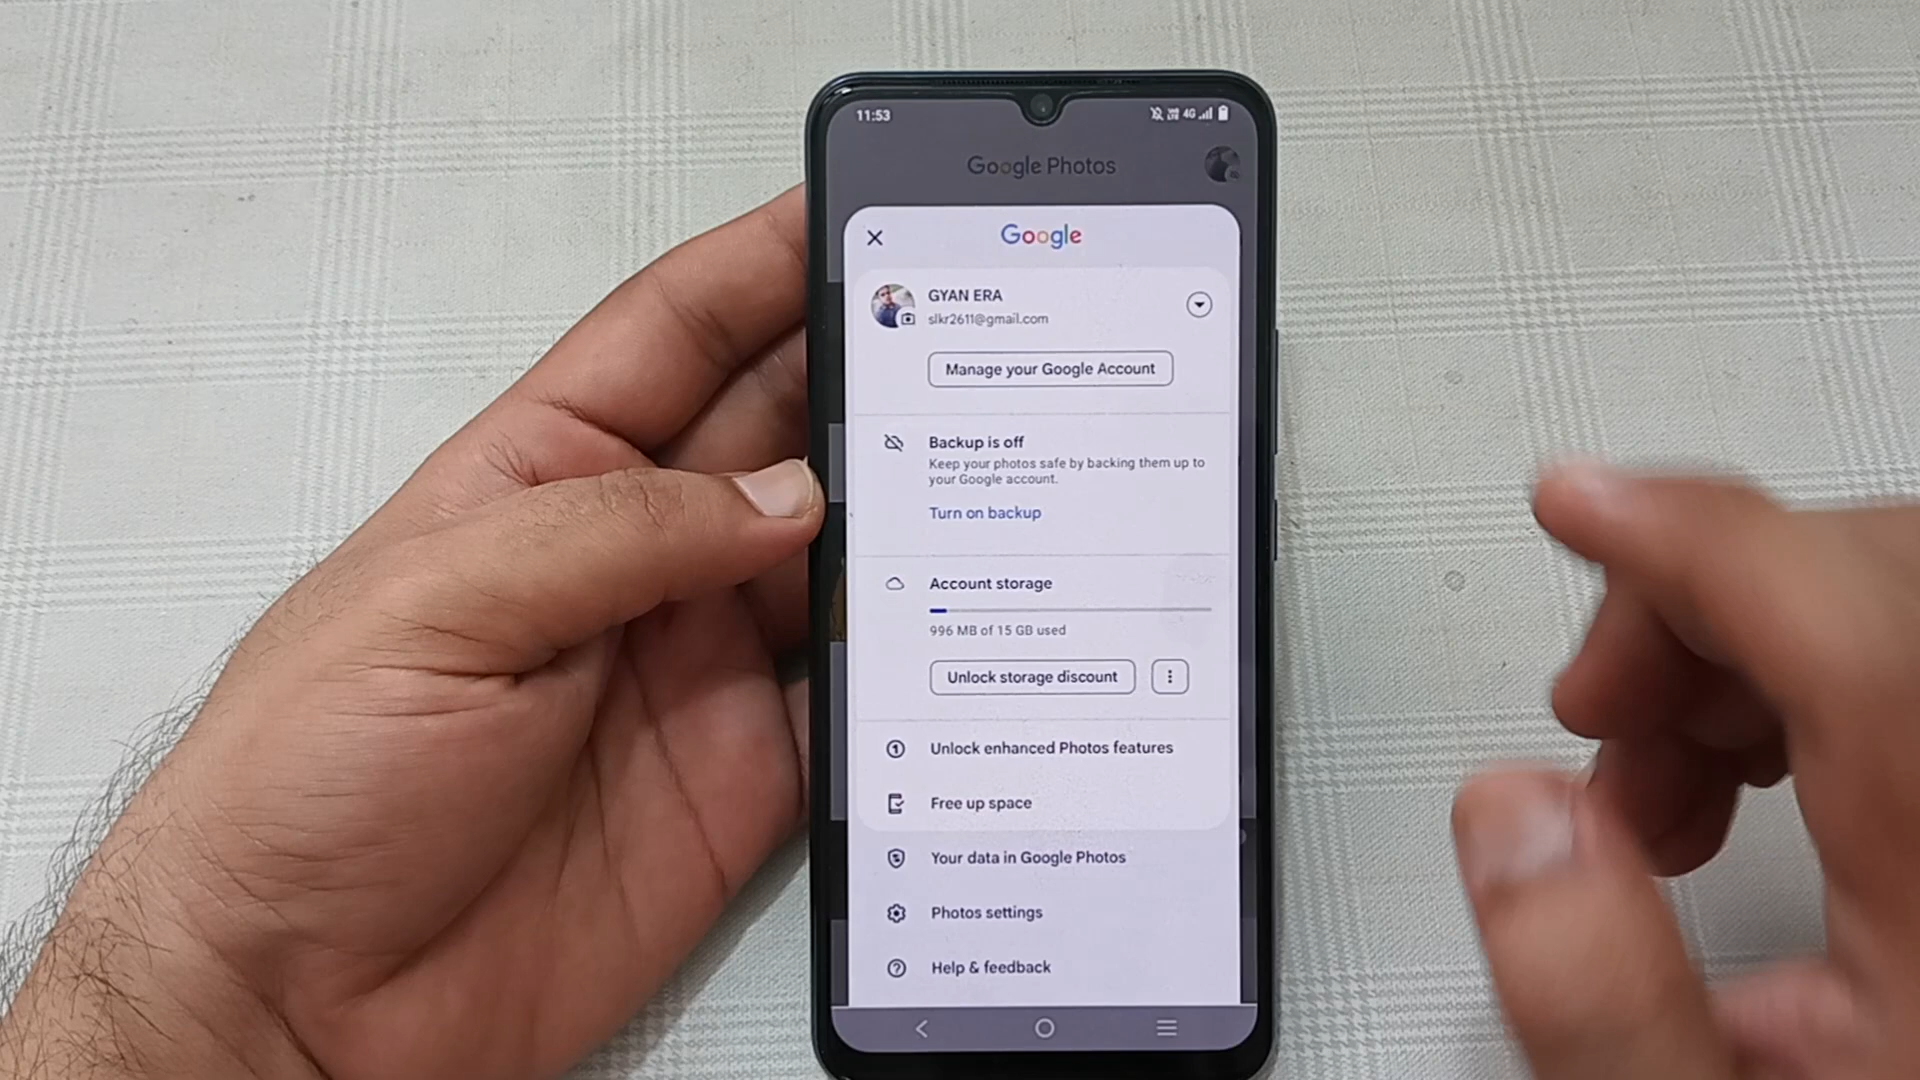 11:53
4G
Google Photos
Google
GYAN ERA
slkr2611@gmail.com
Manage your Google Account
Backup is off
Keep your photos safe by backing them up to
your Google account.
Turn on backup
Account storage
996 MB of 15 GB used
Unlock storage discount
Unlock enhanced Photos features
Free up space
Your data in Google Photos
Photos settings
Help & feedback